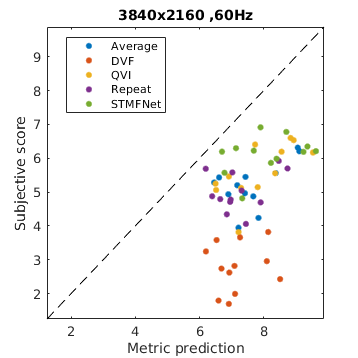 3840x2160 ,60Hz
Average
DVF
QVI
Repeat
STMFNet
Subjective score
9
8
7
6
5
4
3
2
2 4 6 8
Metric prediction